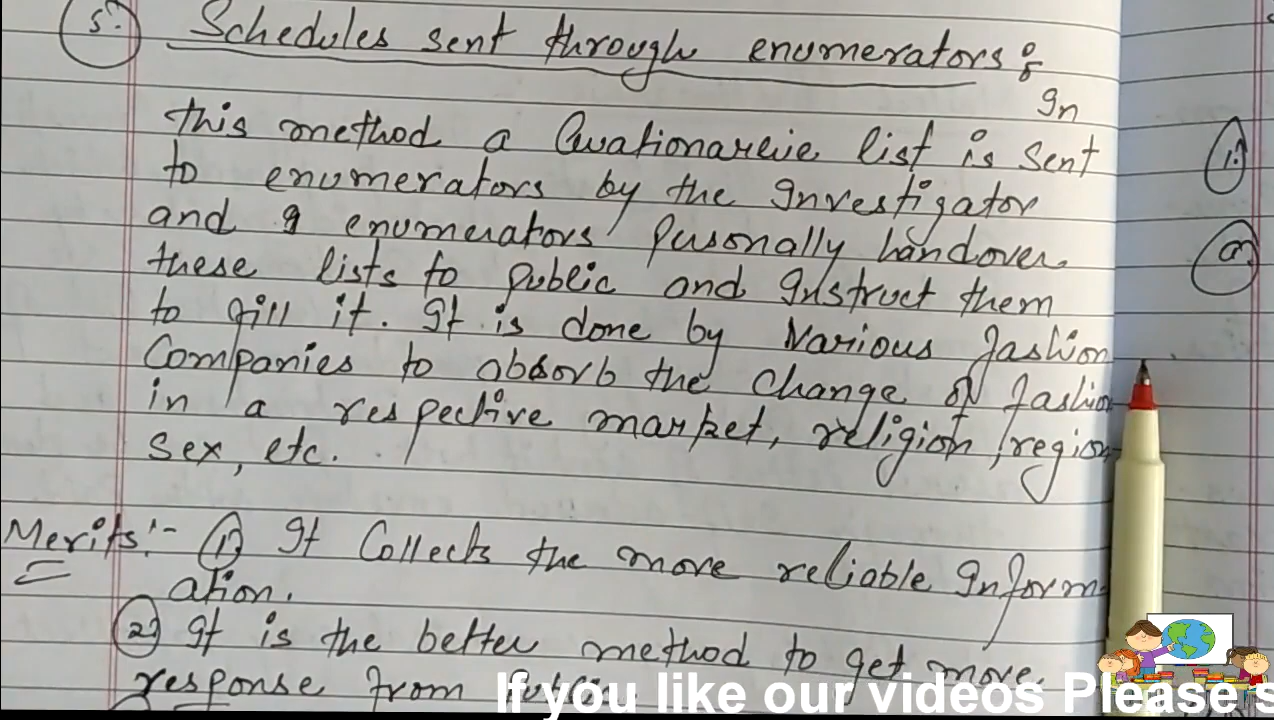 5. Schedules sent through enumerators :
In
this method a Quationareire list is sent
to enumerators by the Investigator
and enumerators personally handover
these lists to public and Instruct them
to fill it. It is done by Various fashion
Companies to absorb the change of fashion
in a respective market, religion, region
sex, etc.
Merits :- (1) It Collects the more reliable Inform-
ation.
(2) It is the better method to get more
response from Public
If you like our videos Please s